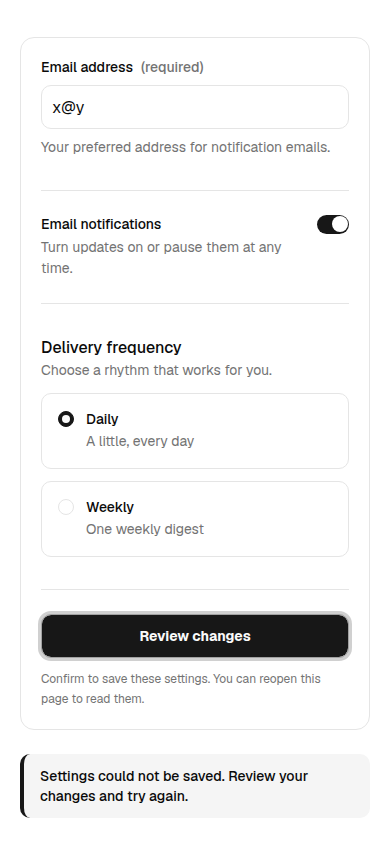 Email address (required)
x@y
Your preferred address for notification emails.
Email notifications
Turn updates on or pause them at any
time.
Delivery frequency
Choose a rhythm that works for you.
Daily
A little, every day
Weekly
One weekly digest
Review changes
Confirm to save these settings. You can reopen this
page to read them.
Settings could not be saved. Review your
changes and try again.